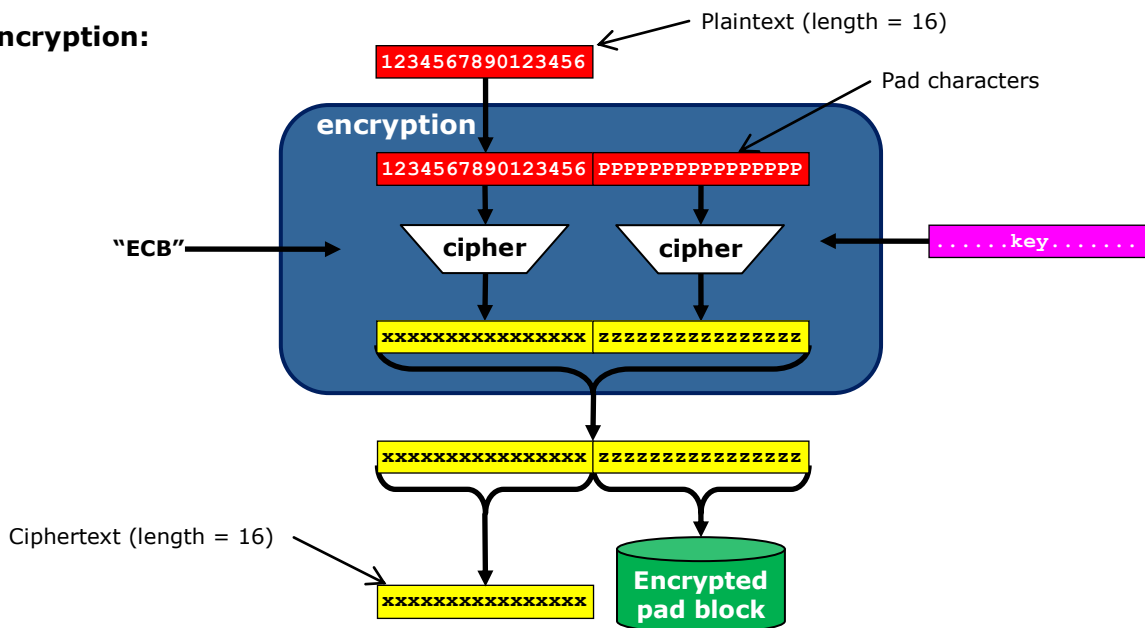 ncryption:
Plaintext (length = 16)
1234567890123456
Pad characters
encryption
1234567890123456 PPPPPPPPPPPPPPPP
"ECB"
cipher cipher
......key.......
xxxxxxxxxxxxxxxx zzzzzzzzzzzzzzzz
xxxxxxxxxxxxxxxx zzzzzzzzzzzzzzzz
Ciphertext (length = 16)
Encrypted
pad block
xxxxxxxxxxxxxxxx